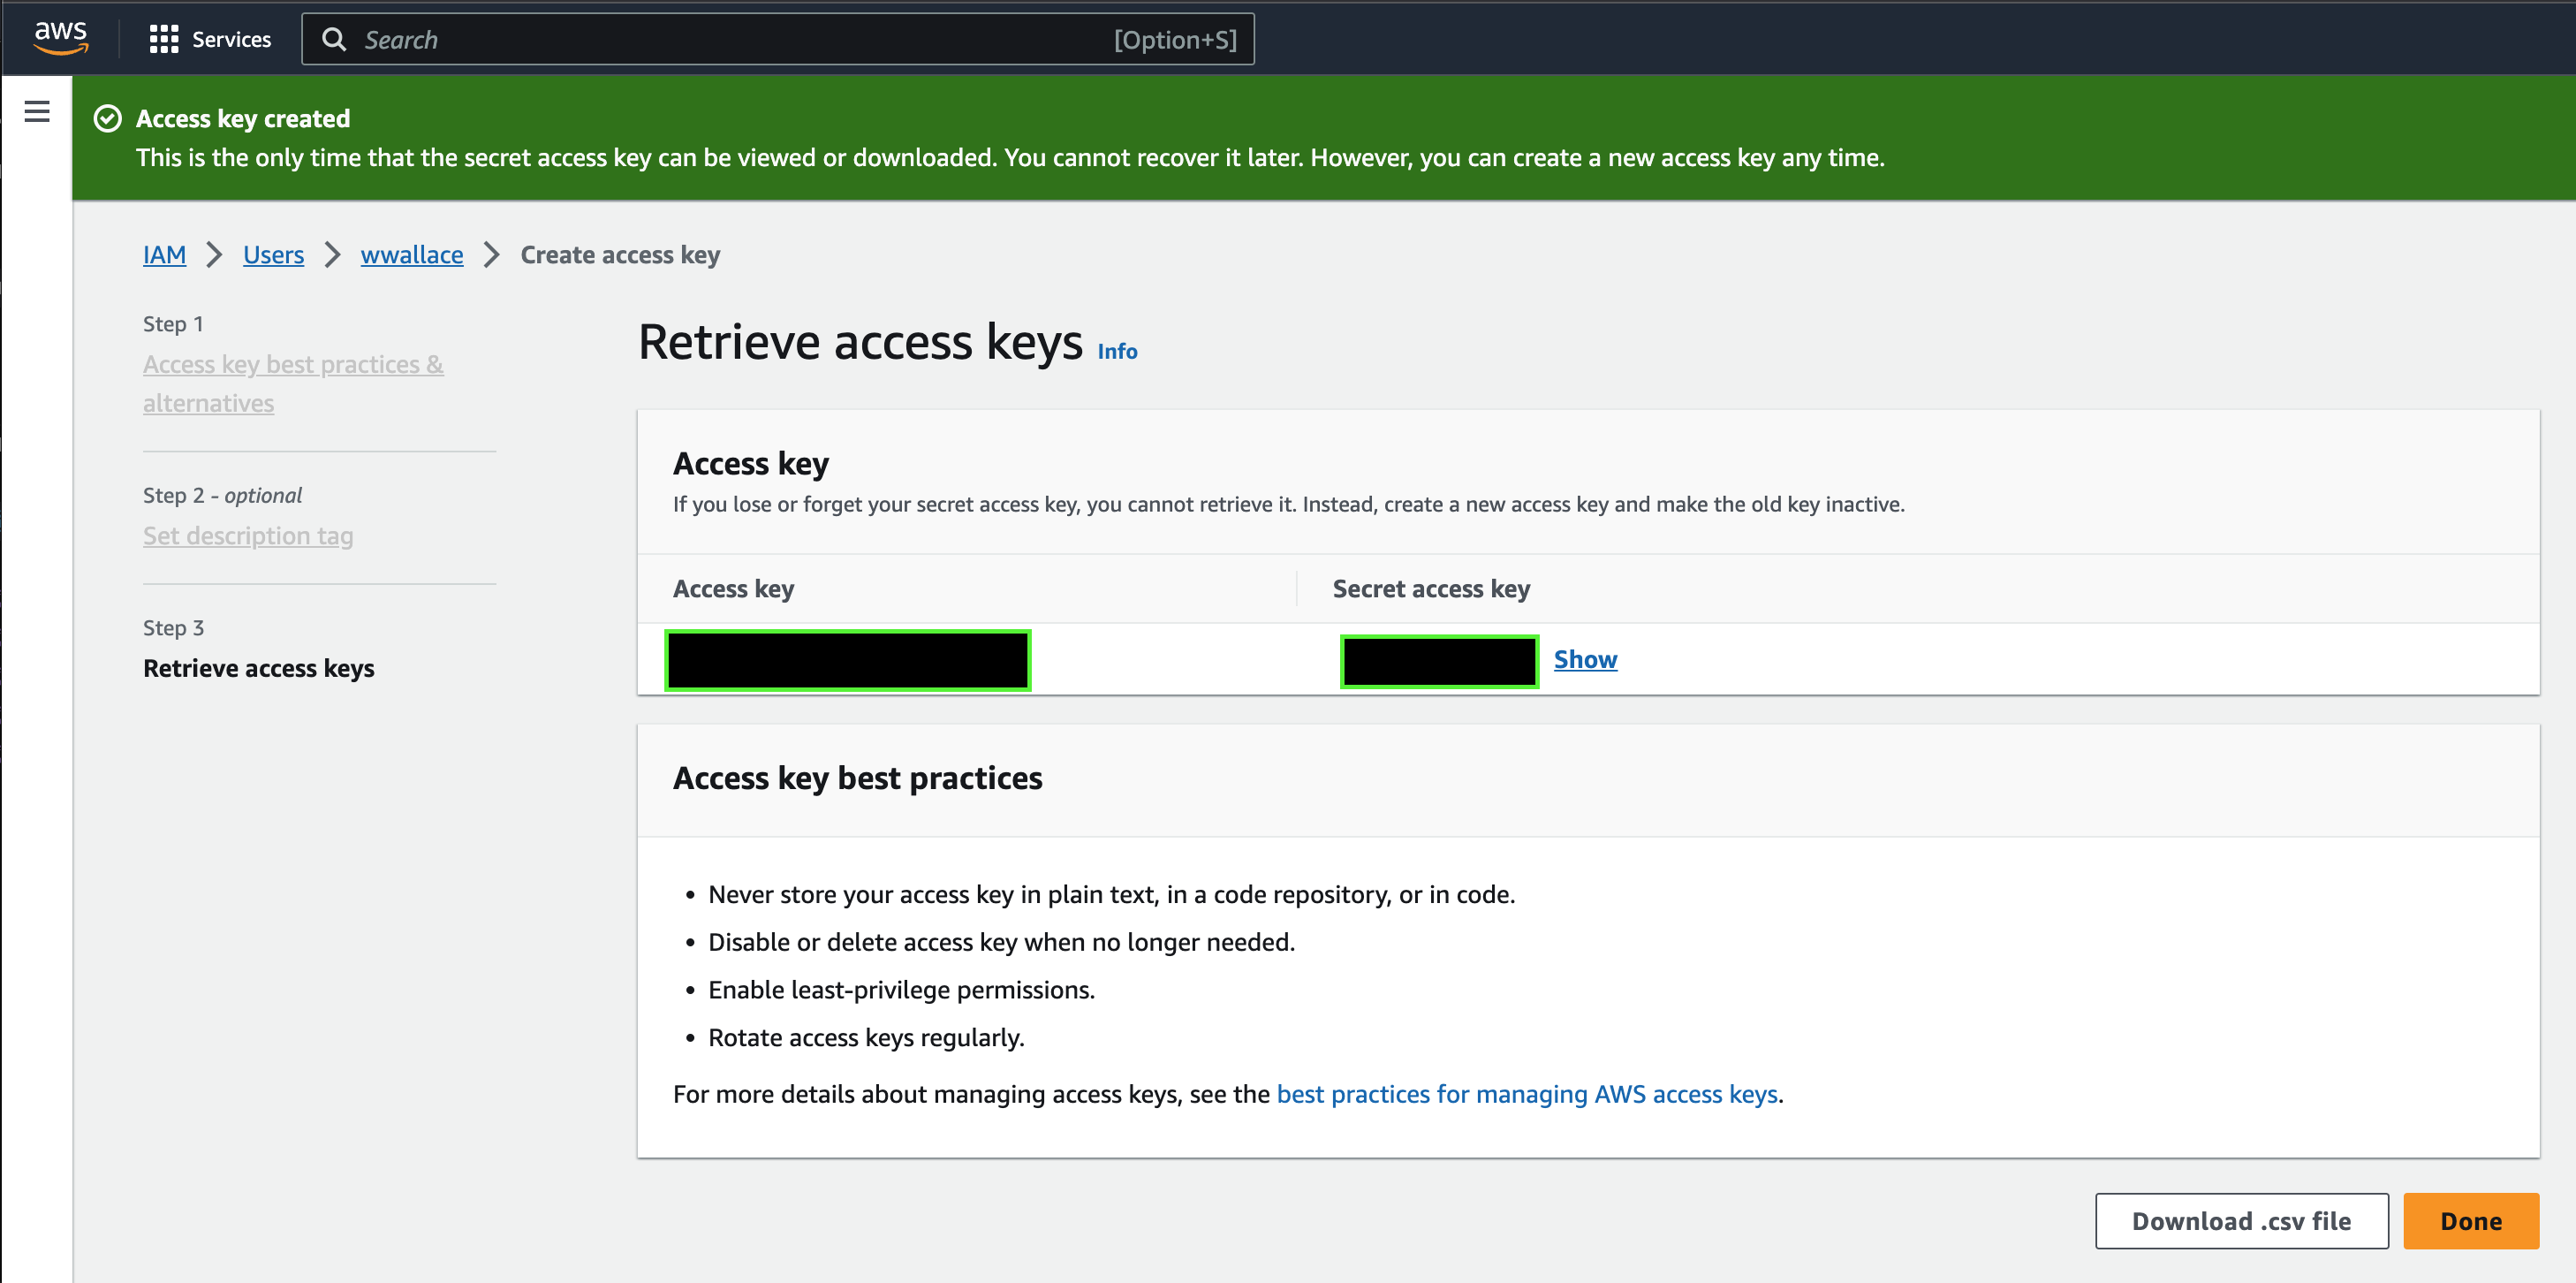 aws
Services
Search
[Option+S]
Access key created
This is the only time that the secret access key can be viewed or downloaded. You cannot recover it later. However, you can create a new access key any time.
IAM > Users > wwallace > Create access key
Step 1
Access key best practices &
alternatives
Step 2 - optional
Set description tag
Step 3
Retrieve access keys
Retrieve access keys Info
Access key
If you lose or forget your secret access key, you cannot retrieve it. Instead, create a new access key and make the old key inactive.
Access key
Secret access key
Show
Access key best practices
• Never store your access key in plain text, in a code repository, or in code.
• Disable or delete access key when no longer needed.
• Enable least-privilege permissions.
• Rotate access keys regularly.
For more details about managing access keys, see the best practices for managing AWS access keys.
Download .csv file
Done